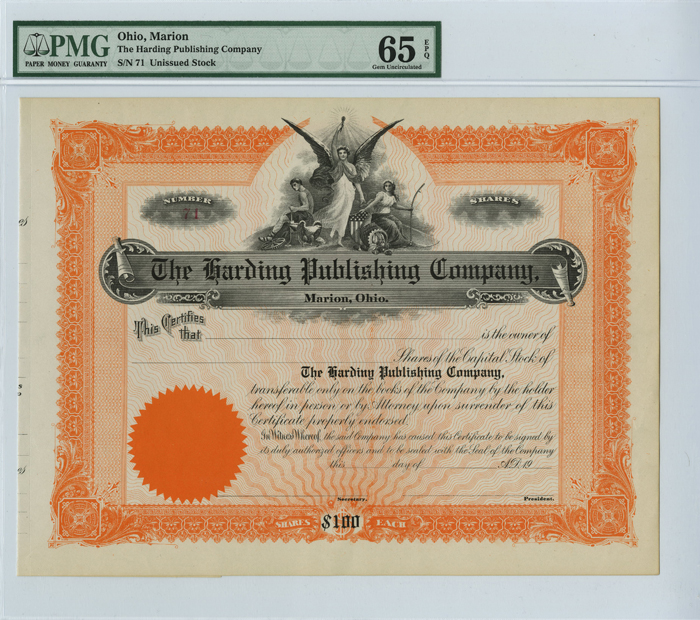 PMG
PAPER MONEY GUARANTY
Ohio, Marion
The Harding Publishing Company
S/N 71 Unissued Stock
65 EPQ
Gem Uncirculated
NUMBER
71
SHARES
The Harding Publishing Company,
Marion, Ohio.
This Certifies
that
is the owner of
Shares of the Capital Stock of
The Harding Publishing Company,
transferable only on the books of the Company by the holder
hereof in person or by Attorney upon surrender of this
Certificate properly endorsed.
In Witness Whereof, the said Company has caused this Certificate to be signed by
its duly authorized officers and to be sealed with the Seal of the Company
this day of A.D. 19
Secretary.
President.
SHARES $100 EACH